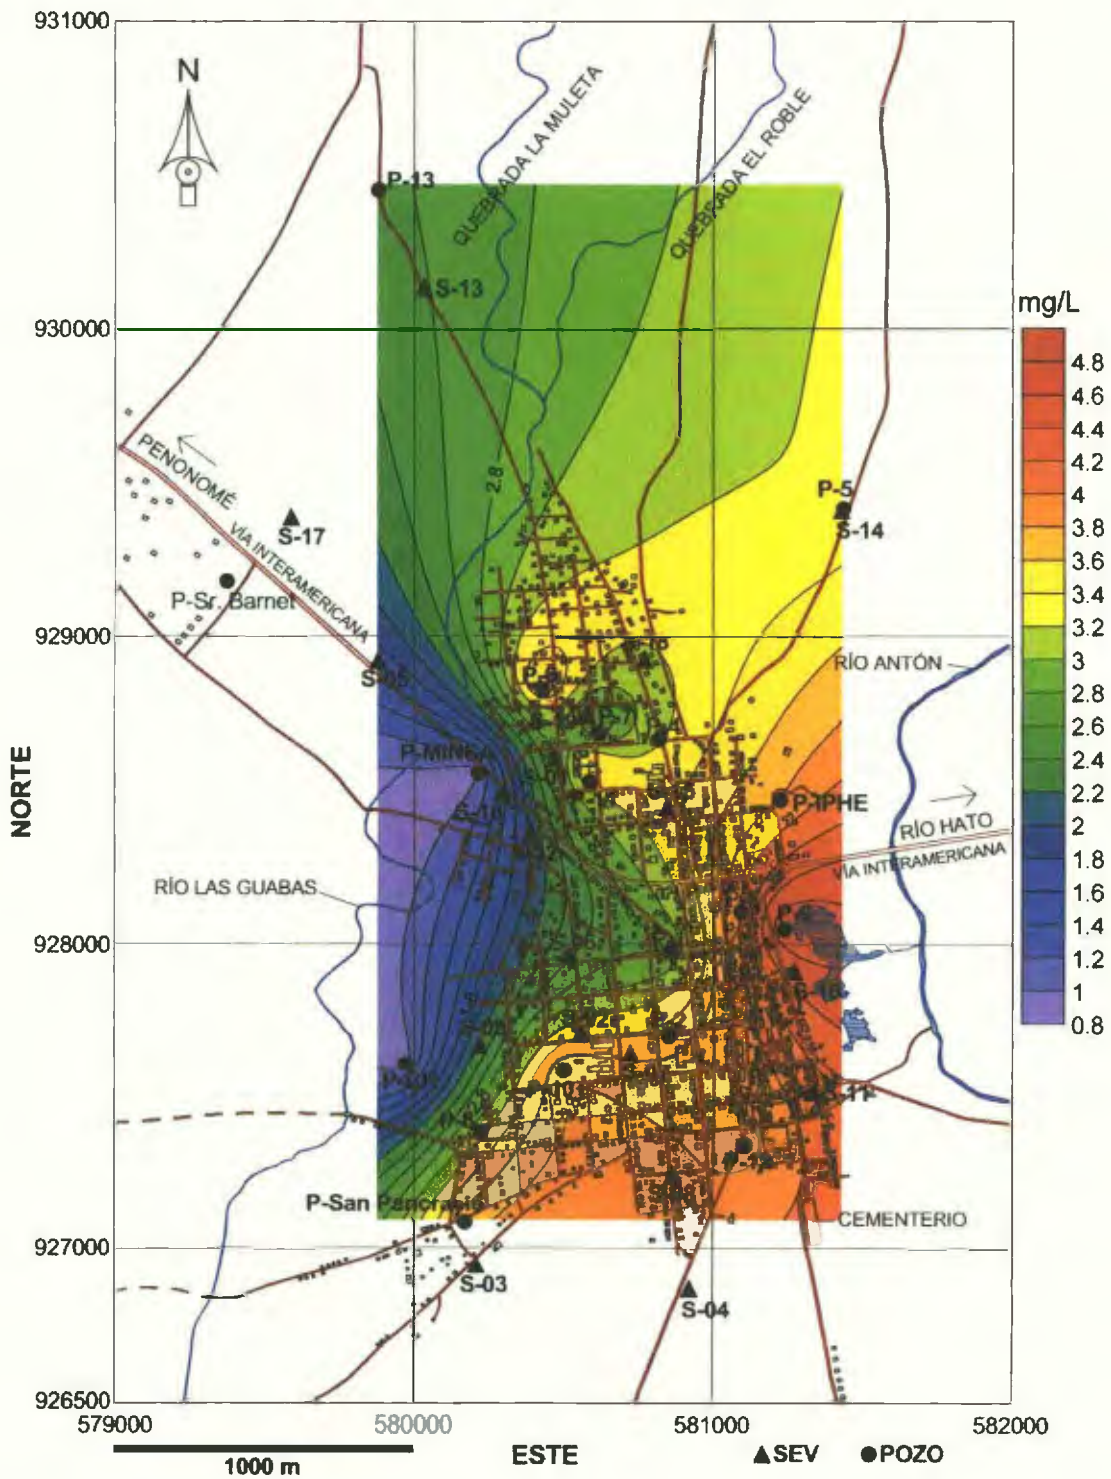 931000
N
QUEBRADA LA MULETA
QUEBRADA EL ROBLE
P-13
S-13
mg/L
930000
4.8
4.6
4.4
4.2
4
3.8
3.6
3.4
3.2
3
2.8
2.6
2.4
2.2
2
1.8
1.6
1.4
1.2
1
0.8
PENONOMÉ
VÍA INTERAMERICANA
2.8
P-5
S-14
S-17
P-Sr. Barnet
929000
S-05
RÍO ANTÓN
NORTE
P-IPHE
RÍO HATO
VÍA INTERAMERICANA
RÍO LAS GUABAS
928000
S-11
P-San Pancracio
CEMENTERIO
927000
S-03
S-04
926500
579000
580000
581000
582000
1000 m
ESTE
SEV
POZO